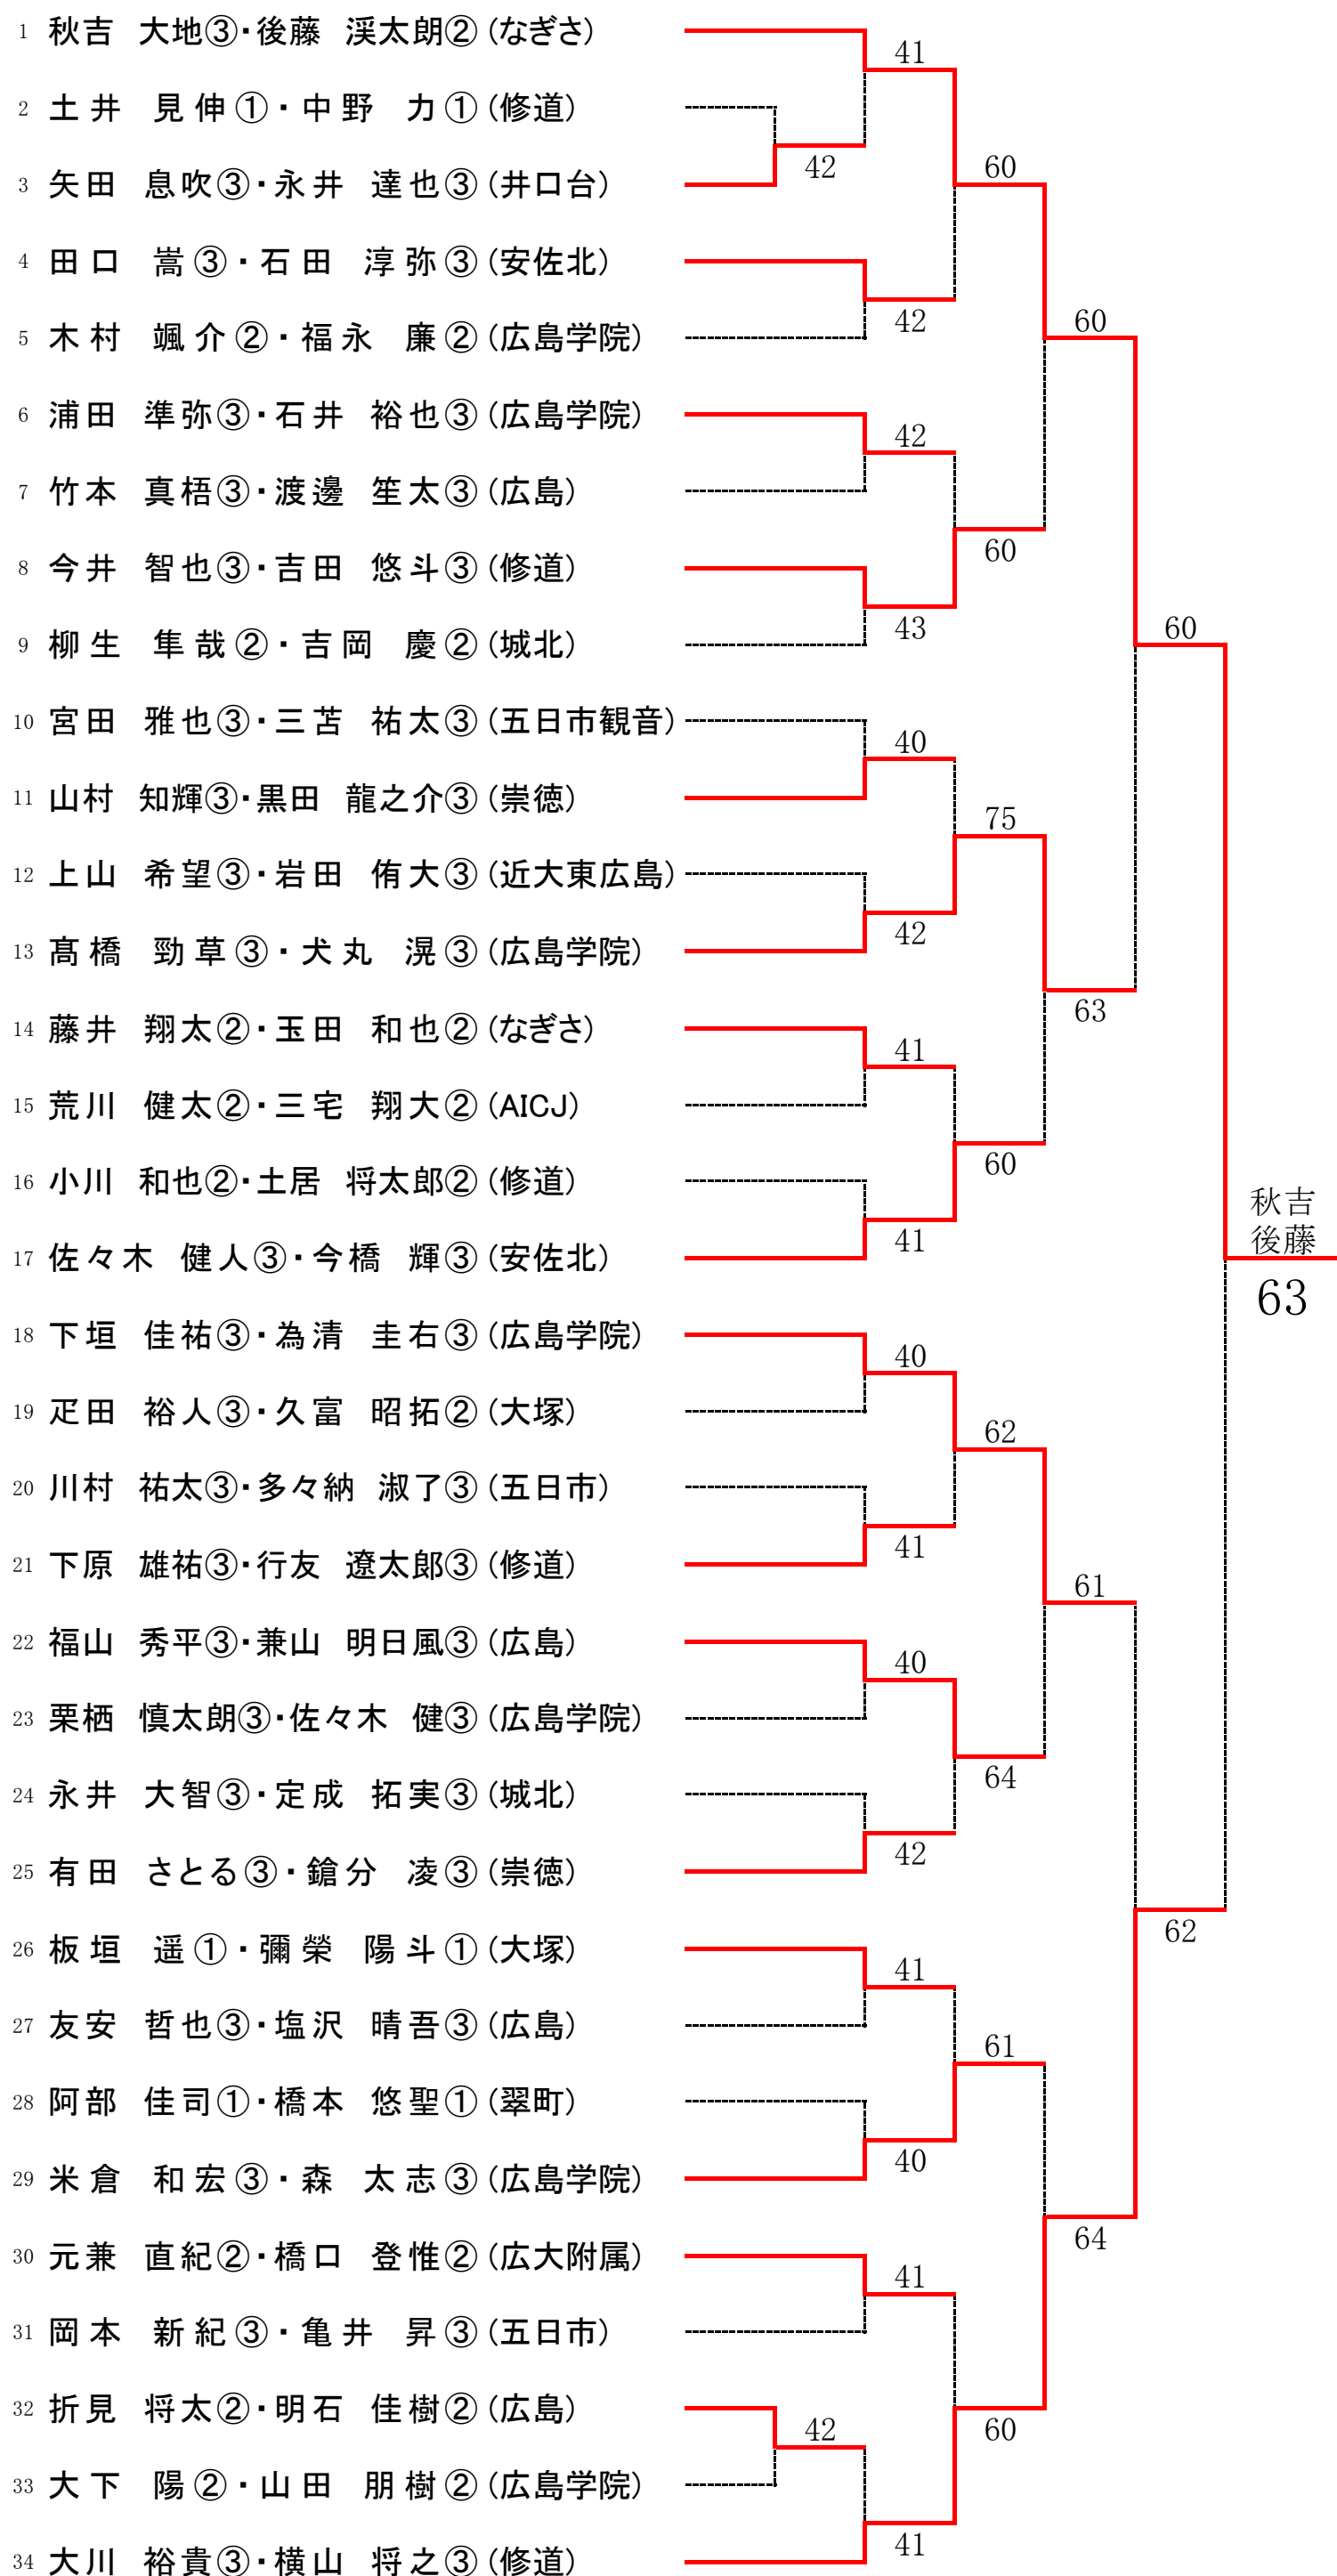 1 秋吉 大地③・後藤 渓太朗② (なぎさ)
41
2 土井 見伸①・中野 力① (修道)
42
60
3 矢田 息吹③・永井 達也③ (井口台)
4 田口 嵩③・石田 淳弥③ (安佐北)
42
60
5 木村 颯介②・福永 廉② (広島学院)
6 浦田 準弥③・石井 裕也③ (広島学院)
42
7 竹本 真梧③・渡邊 笙太③ (広島)
60
8 今井 智也③・吉田 悠斗③ (修道)
43
60
9 柳生 隼哉②・吉岡 慶② (城北)
10 宮田 雅也③・三苫 祐太③ (五日市観音)
40
11 山村 知輝③・黒田 龍之介③ (崇徳)
75
12 上山 希望③・岩田 侑大③ (近大東広島)
42
13 髙橋 勁草③・犬丸 滉③ (広島学院)
63
14 藤井 翔太②・玉田 和也② (なぎさ)
41
15 荒川 健太②・三宅 翔大② (AICJ)
60
16 小川 和也②・土居 将太郎② (修道)
秋吉
41
後藤
17 佐々木 健人③・今橋 輝③ (安佐北)
63
18 下垣 佳祐③・為清 圭右③ (広島学院)
40
19 疋田 裕人③・久富 昭拓② (大塚)
62
20 川村 祐太③・多々納 淑了③ (五日市)
41
21 下原 雄祐③・行友 遼太郎③ (修道)
61
22 福山 秀平③・兼山 明日風③ (広島)
40
23 栗栖 慎太朗③・佐々木 健③ (広島学院)
64
24 永井 大智③・定成 拓実③ (城北)
42
25 有田 さとる③・鎗分 凌③ (崇徳)
62
26 板垣 遥①・彌榮 陽斗① (大塚)
41
27 友安 哲也③・塩沢 晴吾③ (広島)
61
28 阿部 佳司①・橋本 悠聖① (翠町)
40
29 米倉 和宏③・森 太志③ (広島学院)
64
30 元兼 直紀②・橋口 登惟② (広大附属)
41
31 岡本 新紀③・亀井 昇③ (五日市)
32 折見 将太②・明石 佳樹② (広島)
42
60
33 大下 陽②・山田 朋樹② (広島学院)
41
34 大川 裕貴③・横山 将之③ (修道)